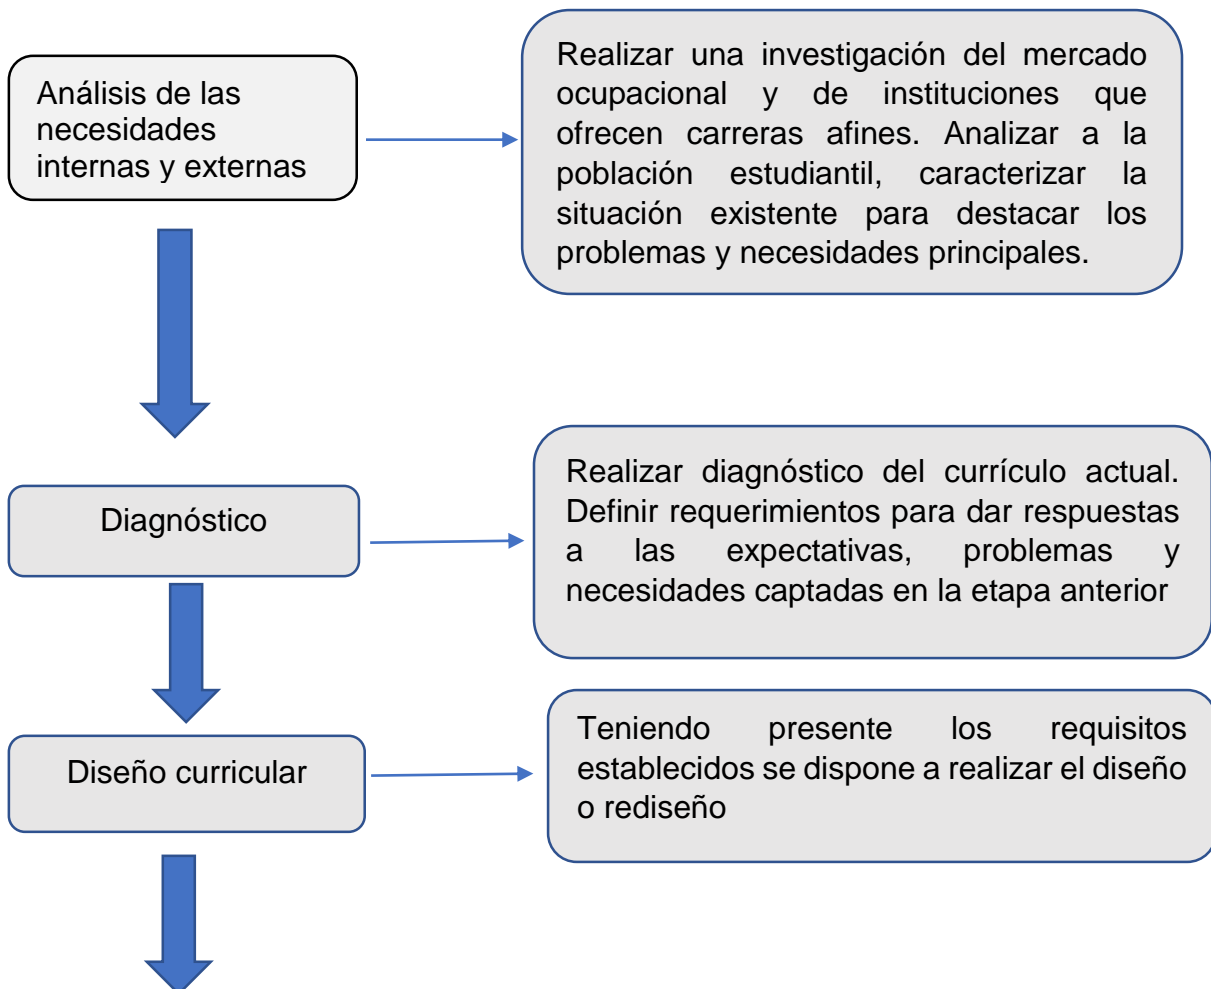 Análisis de las
necesidades
internas y externas
Realizar una investigación del mercado
ocupacional y de instituciones que
ofrecen carreras afines. Analizar a la
población estudiantil, caracterizar la
situación existente para destacar los
problemas y necesidades principales.
Diagnóstico
Realizar diagnóstico del currículo actual.
Definir requerimientos para dar respuestas
a las expectativas, problemas y
necesidades captadas en la etapa anterior
Diseño curricular
Teniendo presente los requisitos
establecidos se dispone a realizar el diseño
o rediseño